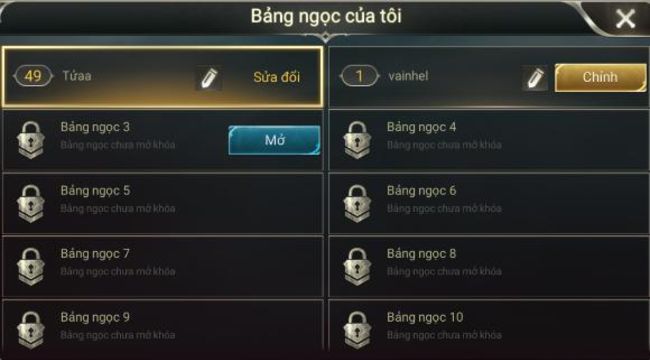 Bảng ngọc của tôi
49 Tứaa Sửa đổi
1 vainhel Chính
Bảng ngọc 3
Bảng ngọc chưa mở khóa
Mở
Bảng ngọc 4
Bảng ngọc chưa mở khóa
Bảng ngọc 5
Bảng ngọc chưa mở khóa
Bảng ngọc 6
Bảng ngọc chưa mở khóa
Bảng ngọc 7
Bảng ngọc chưa mở khóa
Bảng ngọc 8
Bảng ngọc chưa mở khóa
Bảng ngọc 9
Bảng ngọc chưa mở khóa
Bảng ngọc 10
Bảng ngọc chưa mở khóa